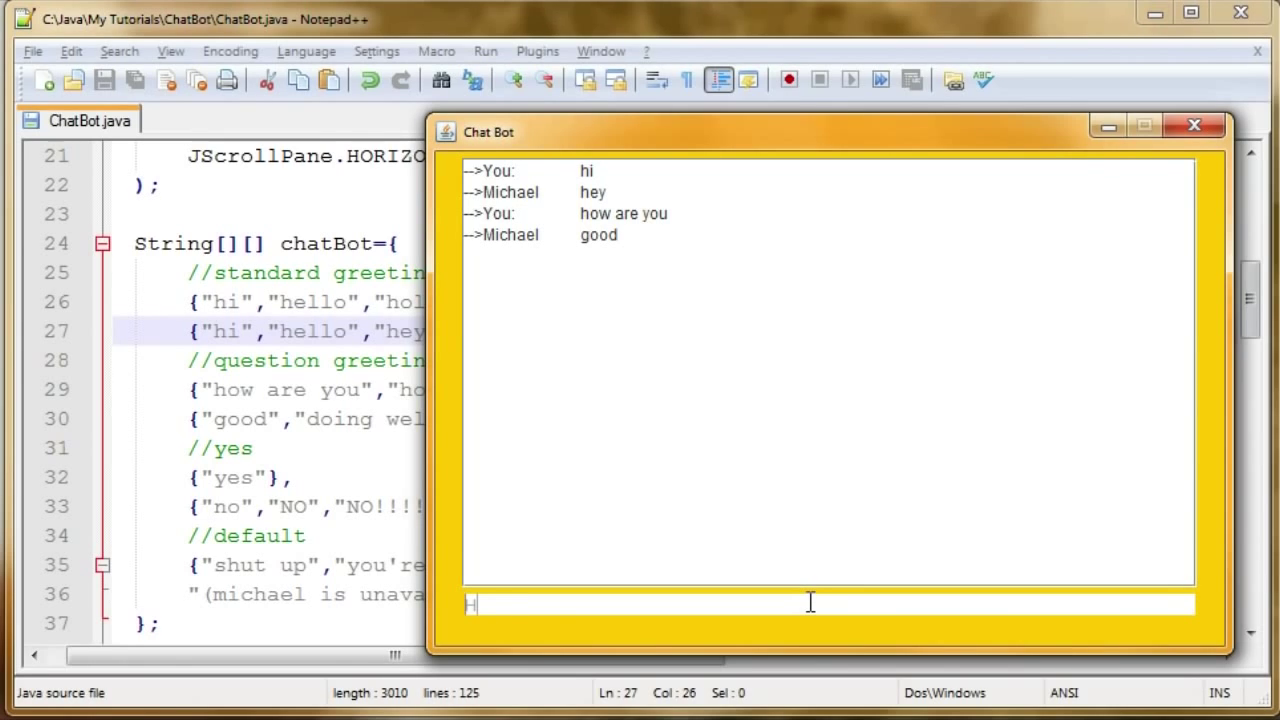 C:\Java\My Tutorials\ChatBot\ChatBot.java - Notepad++
File Edit Search View Encoding Language Settings Macro Run Plugins Window ? X
ABC
ChatBot.java
21 JScrollPane.HORIZO
22 );
23
24 String[][] chatBot={
25 //standard greetin
26 {"hi","hello","hol
27 {"hi","hello","hey
28 //question greetin
29 {"how are you","ho
30 {"good","doing wel
31 //yes
32 {"yes"},
33 {"no","NO","NO!!!!
34 //default
35 {"shut up","you're
36 "(michael is unava
37 };
Chat Bot
-->You: hi
-->Michael hey
-->You: how are you
-->Michael good
H
Java source file length : 3010 lines : 125 Ln : 27 Col : 26 Sel : 0 Dos\Windows ANSI INS